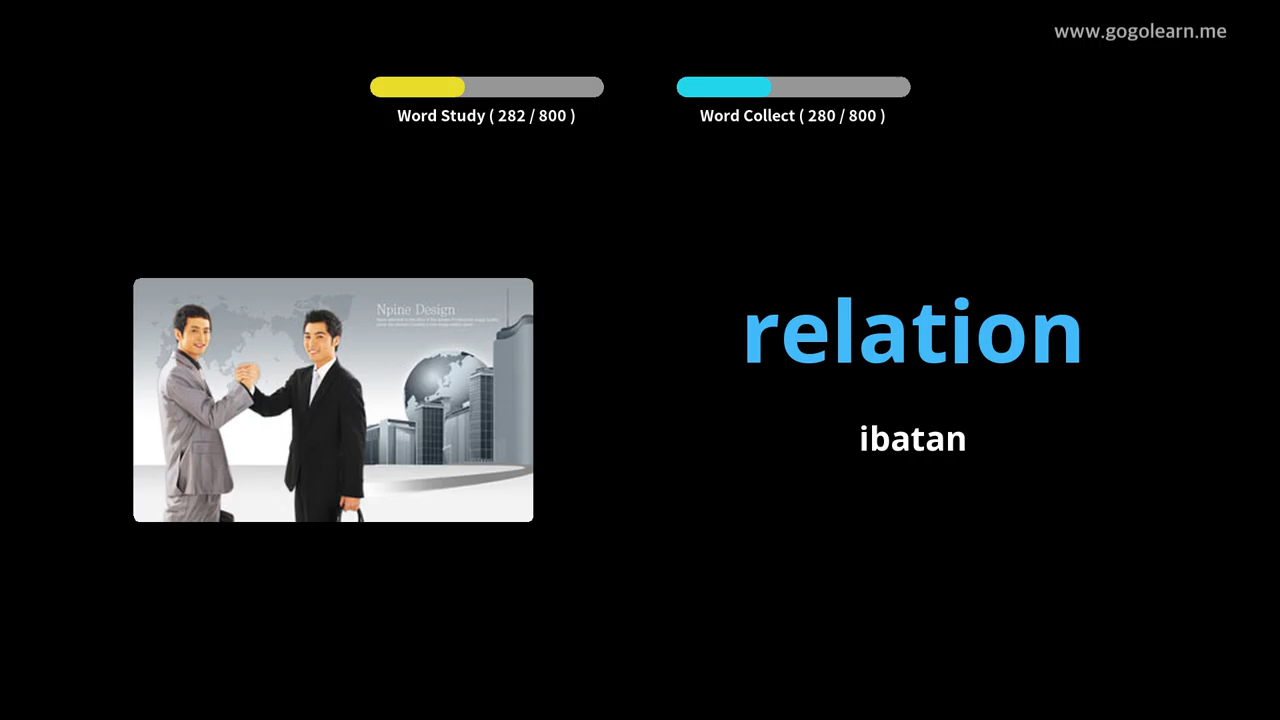 www.gogolearn.me
Word Study ( 282 / 800 )
Word Collect ( 280 / 800 )
Npine Design
relation
ibatan